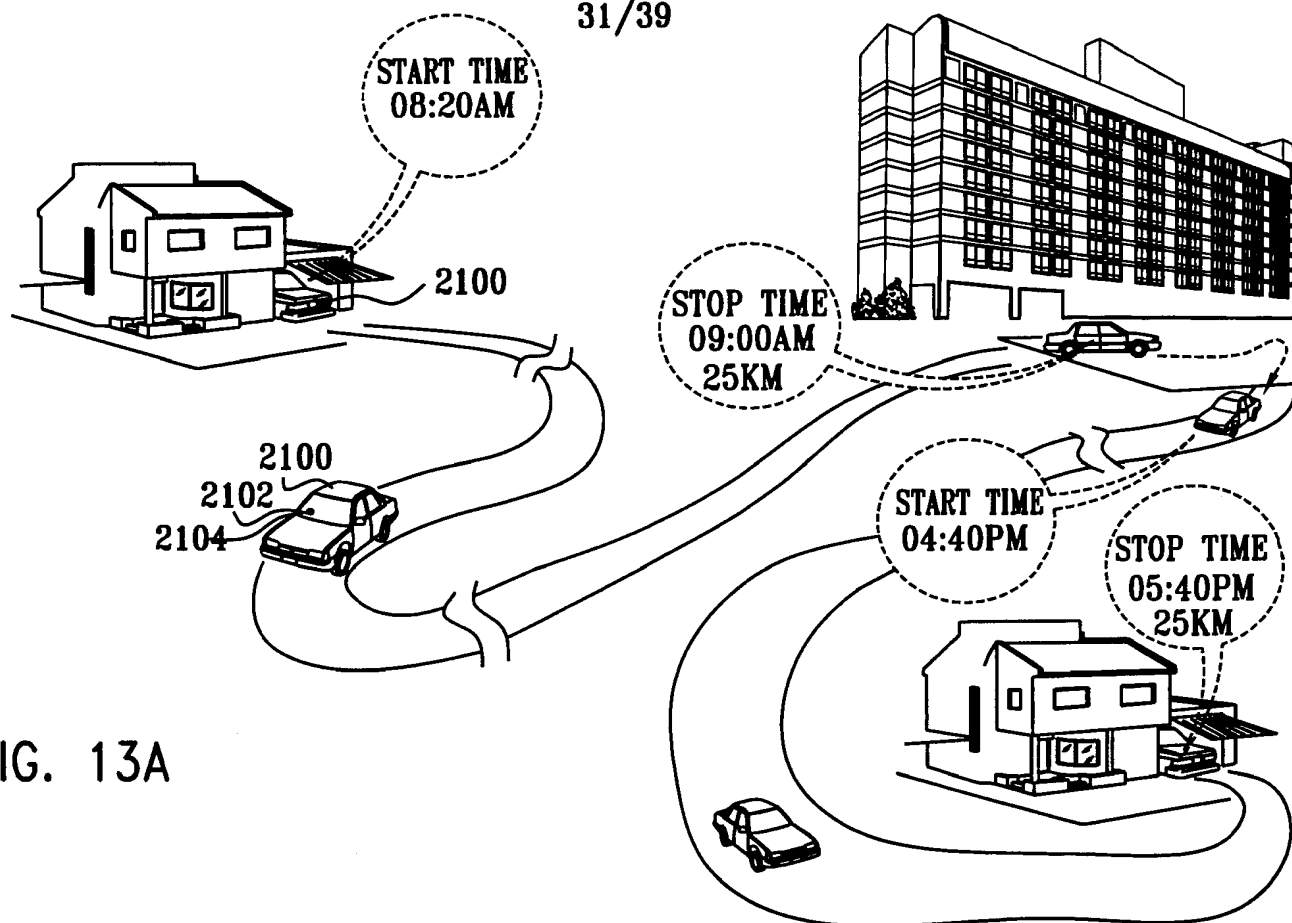 31/39
START TIME
08:20AM
2100
STOP TIME
09:00AM
25KM
2100
2102
2104
START TIME
04:40PM
STOP TIME
05:40PM
25KM
IG. 13A